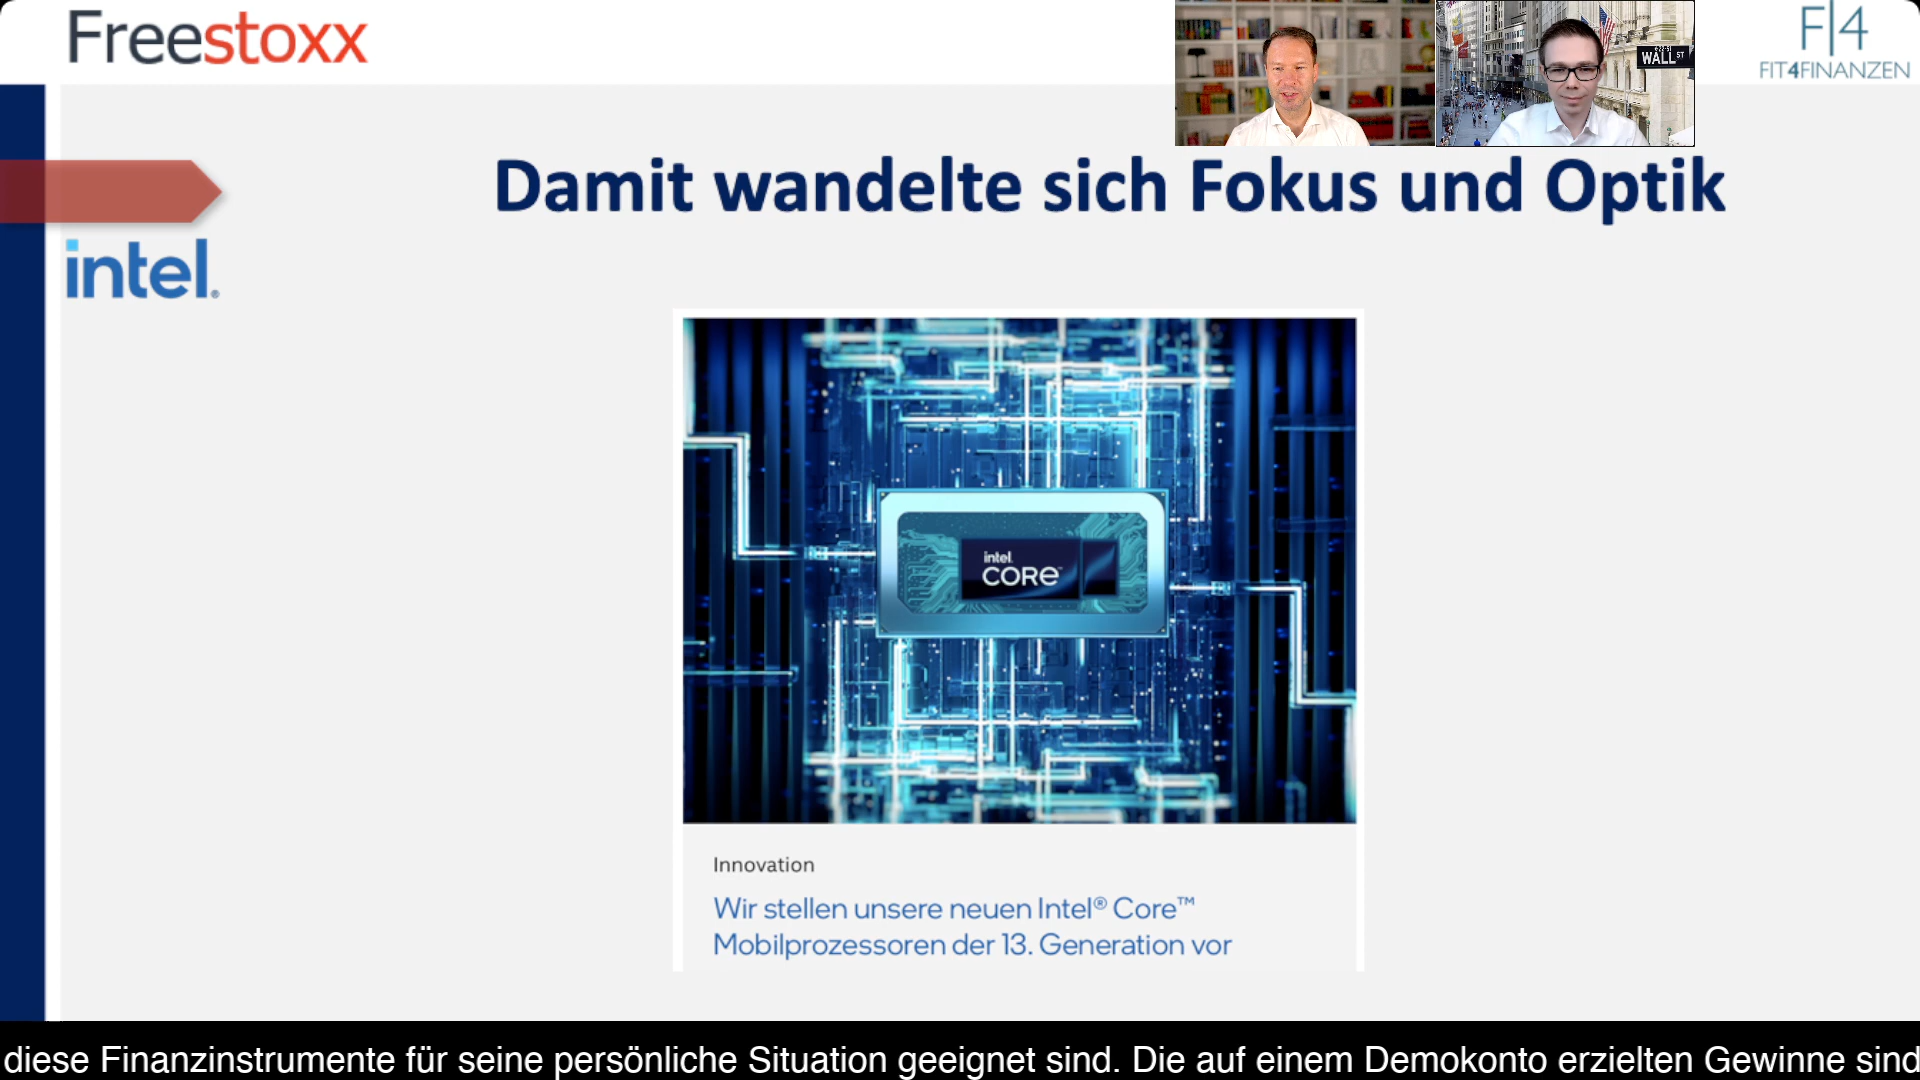 Freestoxx
WALL ST
F|4
FIT4FINANZEN
Damit wandelte sich Fokus und Optik
intel®
intel
CORE™
Innovation
Wir stellen unsere neuen Intel® Core™
Mobilprozessoren der 13. Generation vor
diese Finanzinstrumente für seine persönliche Situation geeignet sind. Die auf einem Demokonto erzielten Gewinne sind